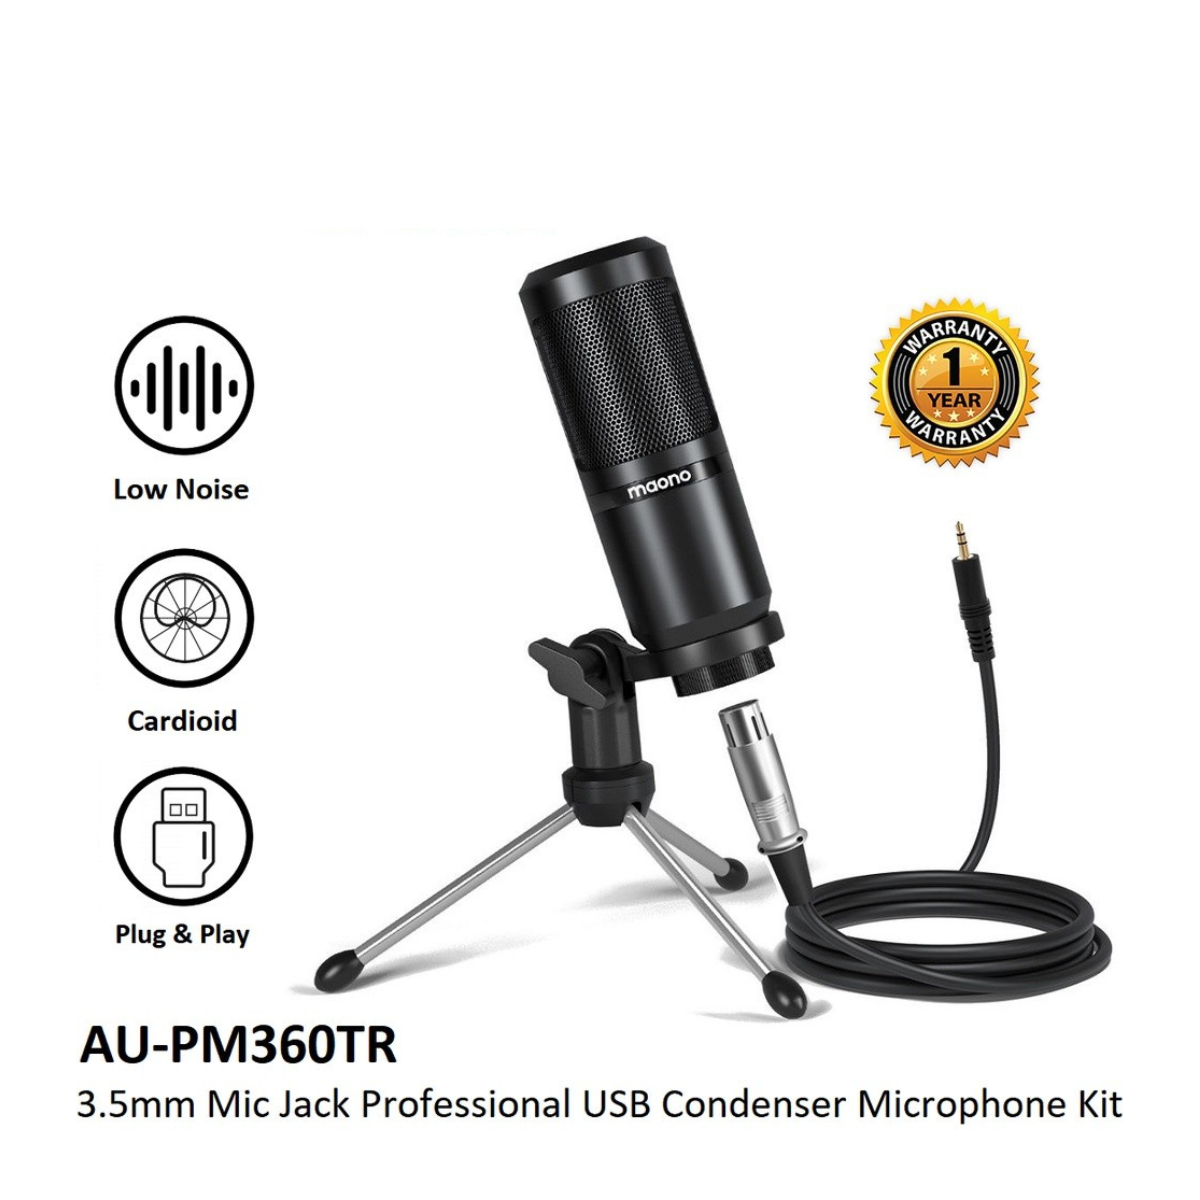 Low Noise
Cardioid
Plug & Play
maono
WARRANTY
1
YEAR
WARRANTY
AU-PM360TR
3.5mm Mic Jack Professional USB Condenser Microphone Kit